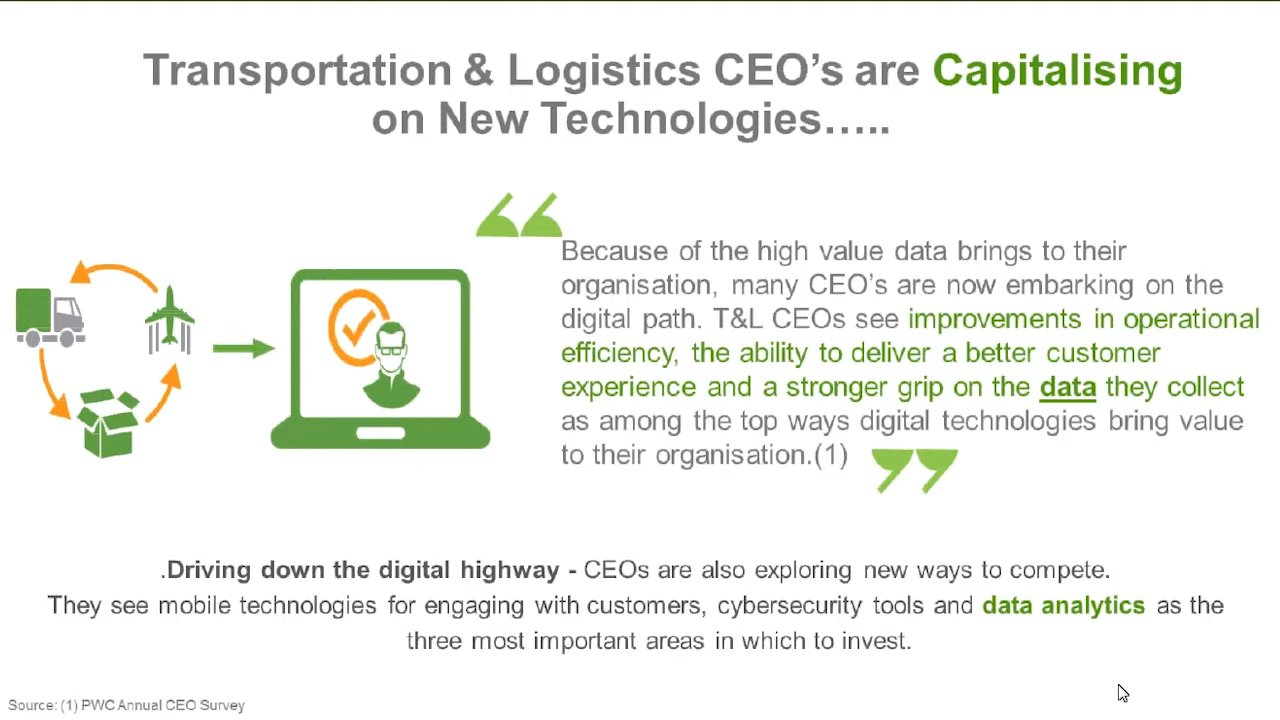 Transportation & Logistics CEO’s are Capitalising
on New Technologies…..
Because of the high value data brings to their
organisation, many CEO’s are now embarking on the
digital path. T&L CEOs see improvements in operational
efficiency, the ability to deliver a better customer
experience and a stronger grip on the data they collect
as among the top ways digital technologies bring value
to their organisation.(1)
.Driving down the digital highway - CEOs are also exploring new ways to compete.
They see mobile technologies for engaging with customers, cybersecurity tools and data analytics as the
three most important areas in which to invest.
Source: (1) PWC Annual CEO Survey